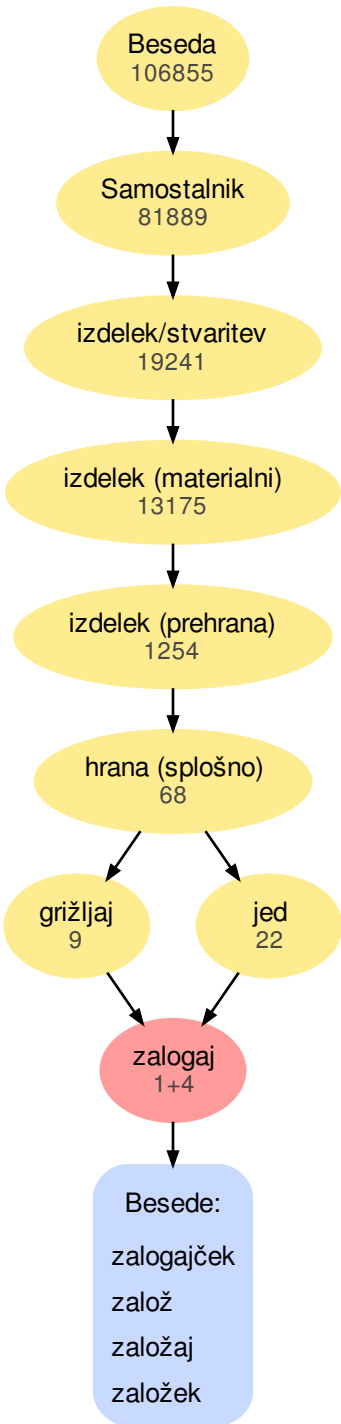 Beseda
106855
Samostalnik
81889
izdelek/stvaritev
19241
izdelek (materialni)
13175
izdelek (prehrana)
1254
hrana (splošno)
68
grižljaj
9
jed
22
zalogaj
1+4
Besede:
zalogajček
založ
založaj
založek